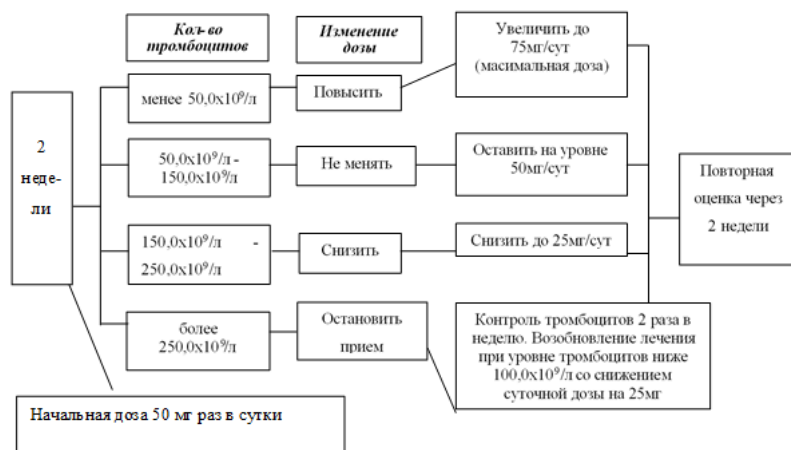 Кол-во
тромбоцитов
Изменение
дозы
Увеличить до
75мг/сут
(масимальная доза)
менее 50,0х10⁹/л
Повысить
2
неде-
ли
50,0х10⁹/л -
150,0х10⁹/л
Не менять
Оставить на уровне
50мг/сут
Повторная
оценка через
2 недели
150,0х10⁹/л -
250,0х10⁹/л
Снизить
Снизить до 25мг/сут
более
250,0х10⁹/л
Остановить
прием
Контроль тромбоцитов 2 раза в
неделю. Возобновление лечения
при уровне тромбоцитов ниже
100,0х10⁹/л со снижением
суточной дозы на 25мг
Начальная доза 50 мг раз в сутки